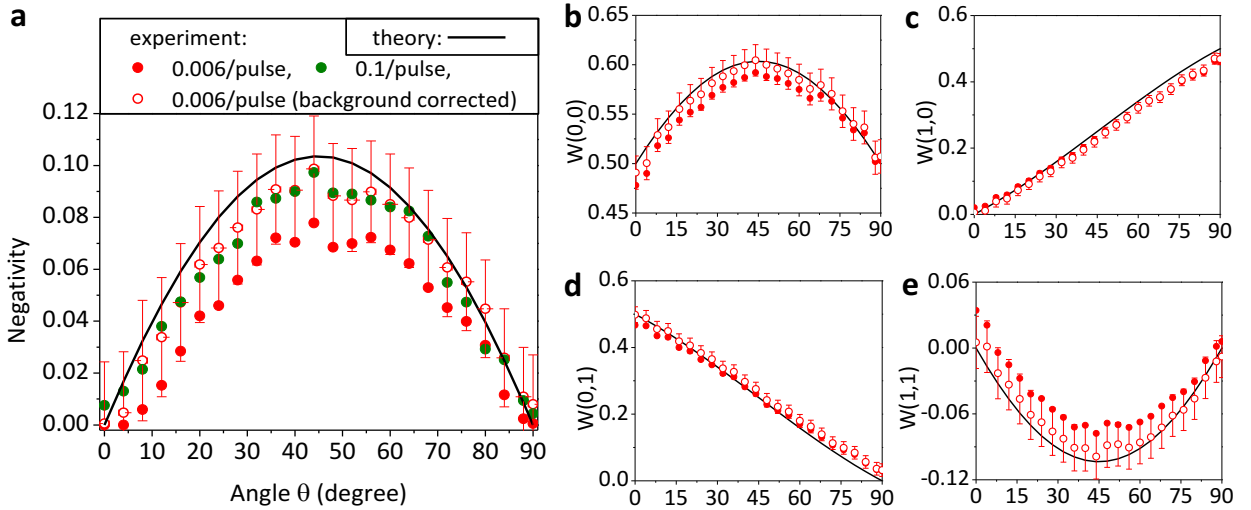 a
experiment:
theory:
0.006/pulse,
0.1/pulse,
0.006/pulse (background corrected)
0.12
0.10
0.08
0.06
0.04
0.02
0.00
Negativity
0 10 20 30 40 50 60 70 80 90
Angle θ (degree)
b
0.65
0.60
0.55
0.50
0.45
W(0,0)
0 15 30 45 60 75 90
c
0.6
0.4
0.2
0.0
W(1,0)
0 15 30 45 60 75 90
d
0.6
0.4
0.2
0.0
W(0,1)
0 15 30 45 60 75 90
e
0.06
0.00
-0.06
-0.12
W(1,1)
0 15 30 45 60 75 90